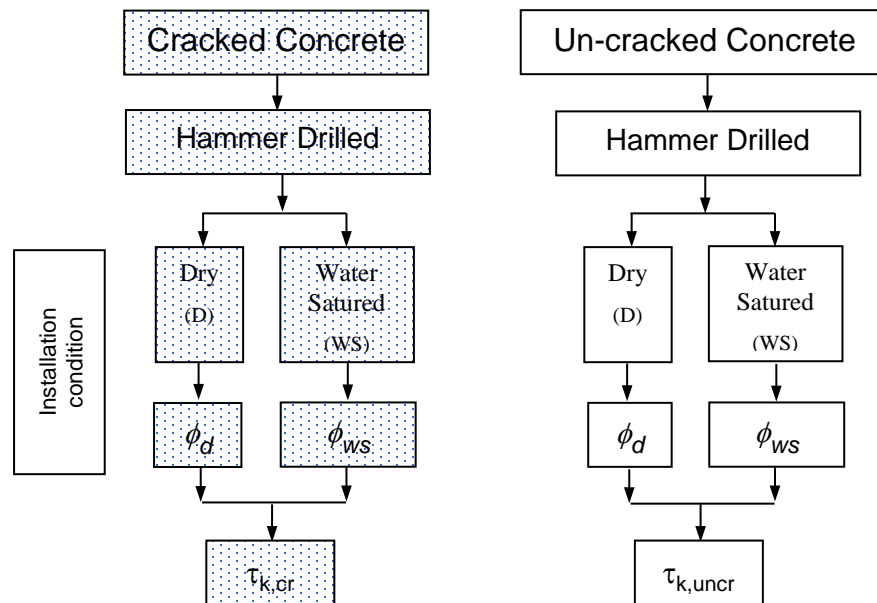 Cracked Concrete
Un-cracked Concrete
Hammer Drilled
Hammer Drilled
Installation
condition
Dry
(D)
Water
Satured
(WS)
Dry
(D)
Water
Satured
(WS)
ϕd
ϕws
ϕd
ϕws
τk,cr
τk,uncr